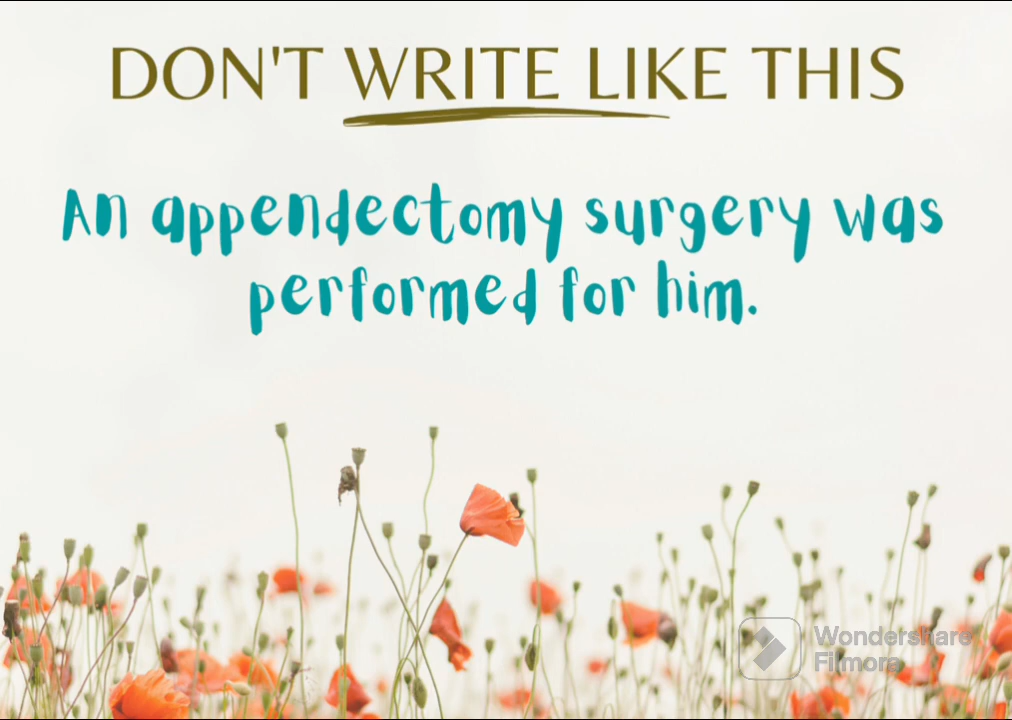 DON'T WRITE LIKE THIS
An appendectomy surgery was
performed for him.
Wondershare
Filmora